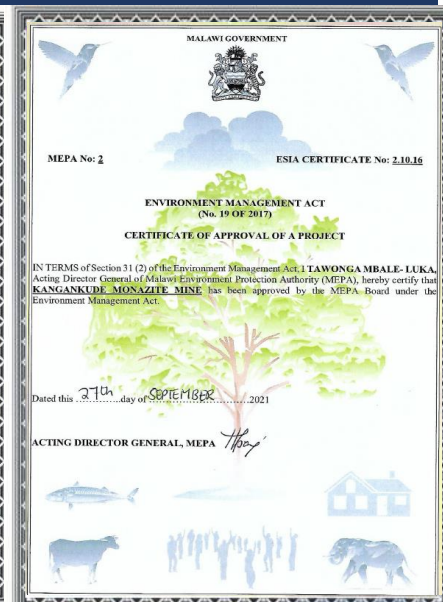 MALAWI GOVERNMENT
MEPA No: 2
ESIA CERTIFICATE No: 2.10.16
ENVIRONMENT MANAGEMENT ACT
(No. 19 OF 2017)
CERTIFICATE OF APPROVAL OF A PROJECT
IN TERMS of Section 31 (2) of the Environment Management Act, I TAWONGA MBALE- LUKA,
Acting Director General of Malawi Environment Protection Authority (MEPA), hereby certify that
KANGANKUDE MONAZITE MINE has been approved by the MEPA Board under the
Environment Management Act.
Dated this 27th day of SEPTEMBER 2021
ACTING DIRECTOR GENERAL, MEPA